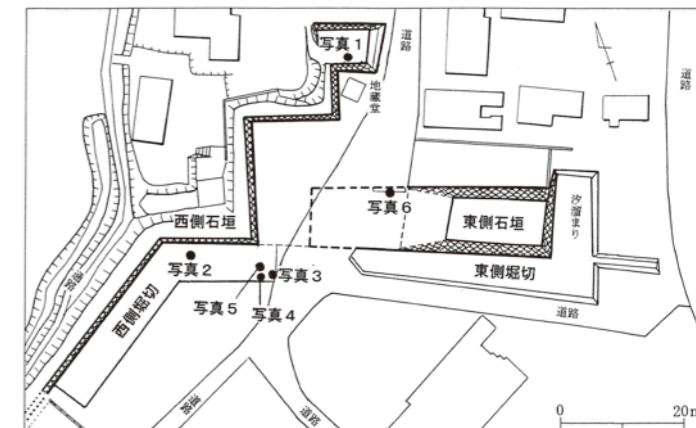 写真1
道路
道路
地蔵堂
写真6
西側石垣
東側石垣
汐溜まり
道路
写真2
写真3
東側堀切
西側堀切
写真5
写真4
道路
道路
道路
0
20m